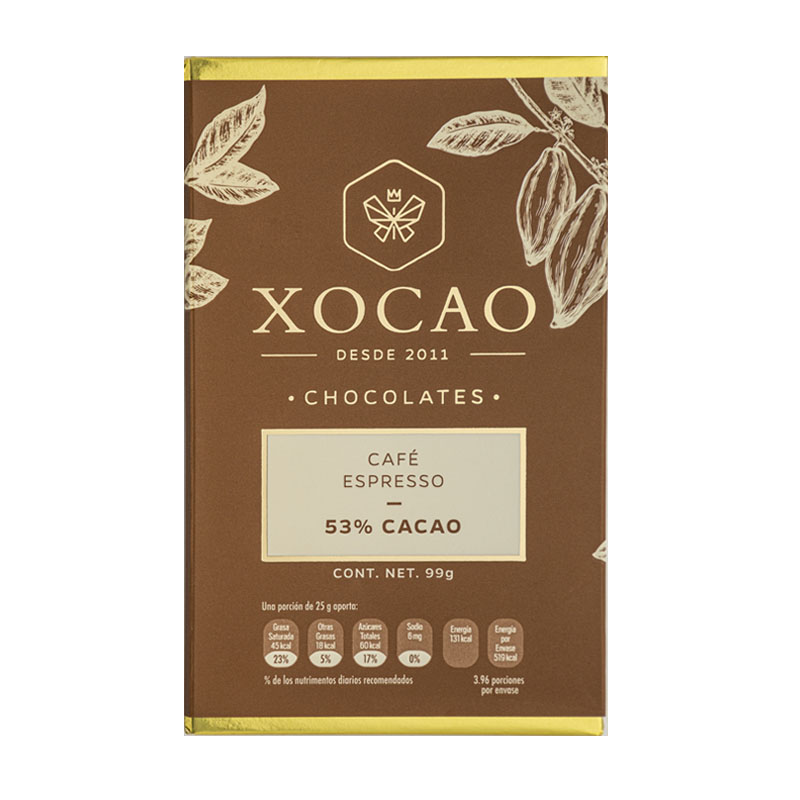 XOCAO
DESDE 2011
• CHOCOLATES •
CAFÉ
ESPRESSO
—
53% CACAO
CONT. NET. 99g
Una porción de 25 g aporta:
Grasa Saturada 45 kcal 23%
Otras Grasas 18 kcal 5%
Azúcares Totales 60 kcal 17%
Sodio 6 mg 0%
Energía 131 kcal
Energía por Envase 519 kcal
% de los nutrimentos diarios recomendados
3.96 porciones
por envase